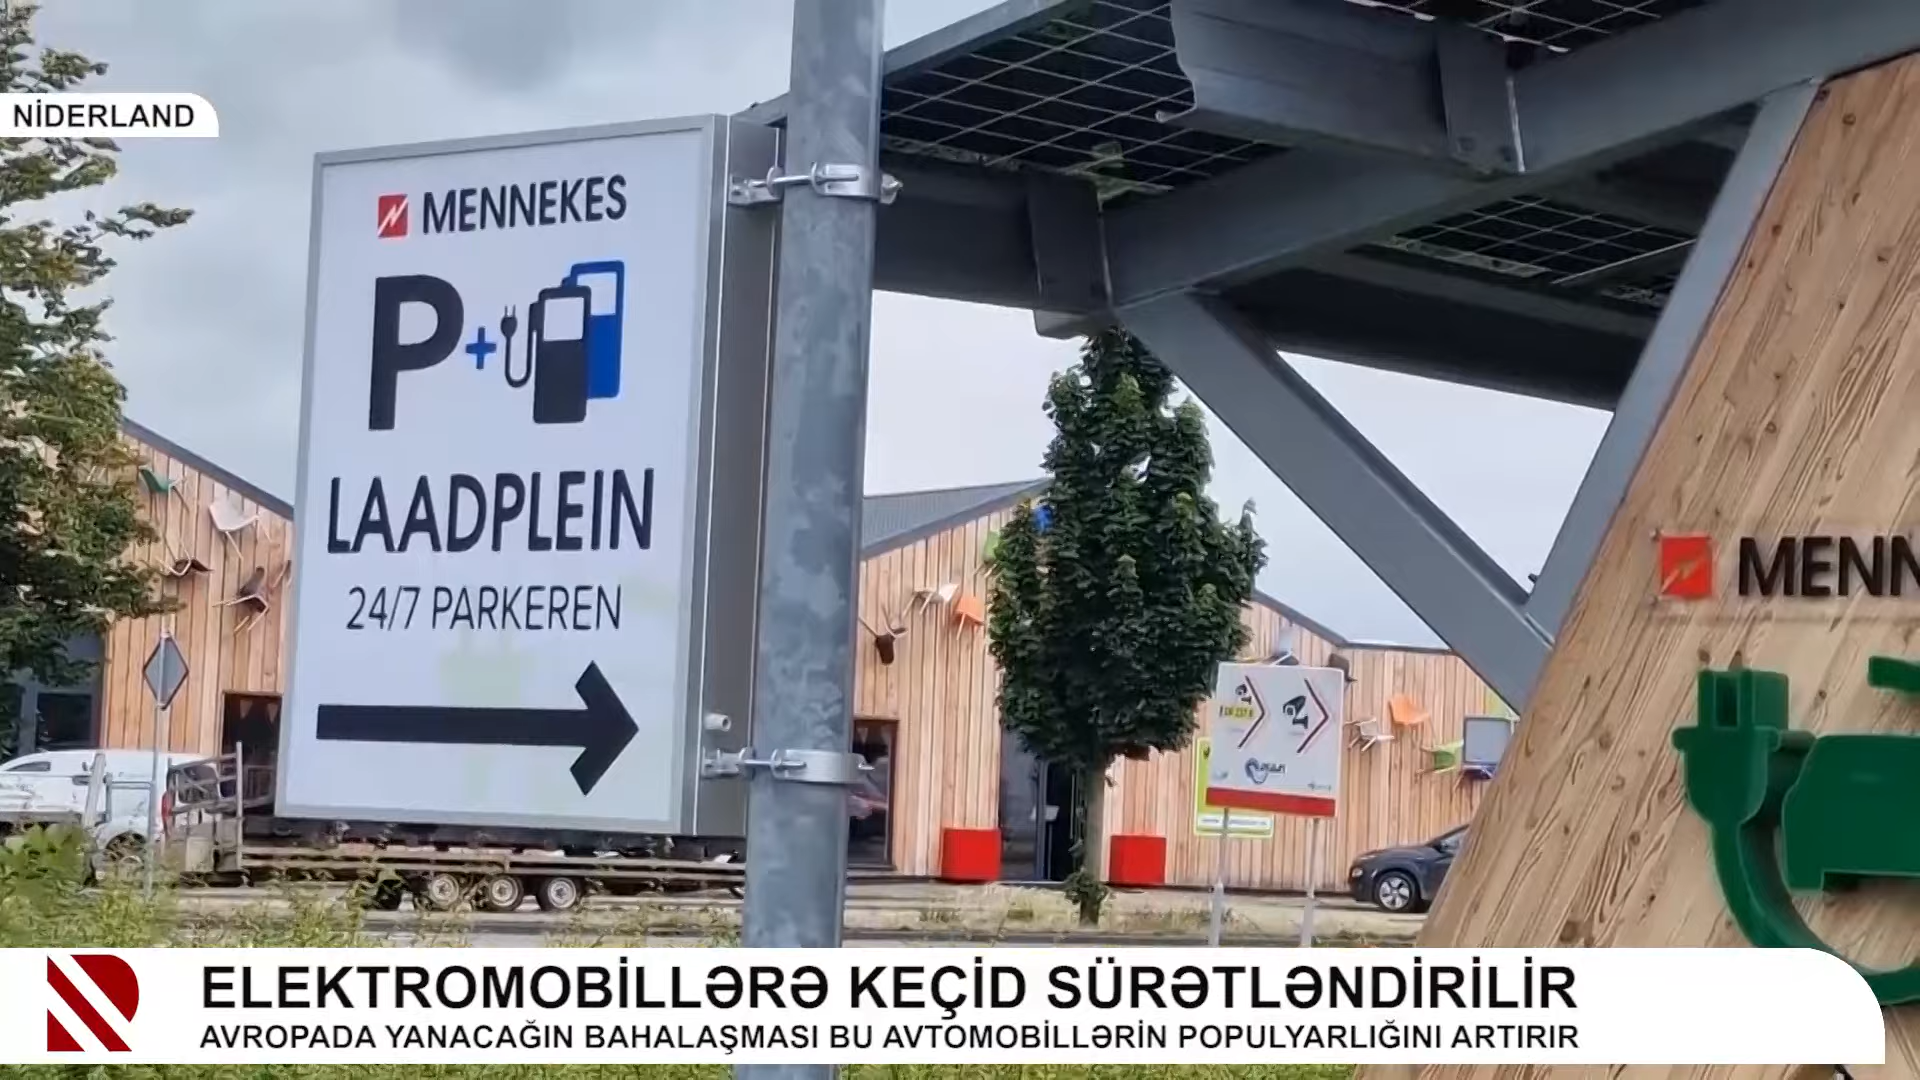 NİDERLAND
MENNEKES
P+
LAADPLEIN
24/7 PARKEREN
MENN
ELEKTROMOBİLLƏRƏ KEÇİD SÜRƏTLƏNDİRİLİR
AVROPADA YANACAĞIN BAHALAŞMASI BU AVTOMOBİLLƏRİN POPULYARLIĞINI ARTIRIR